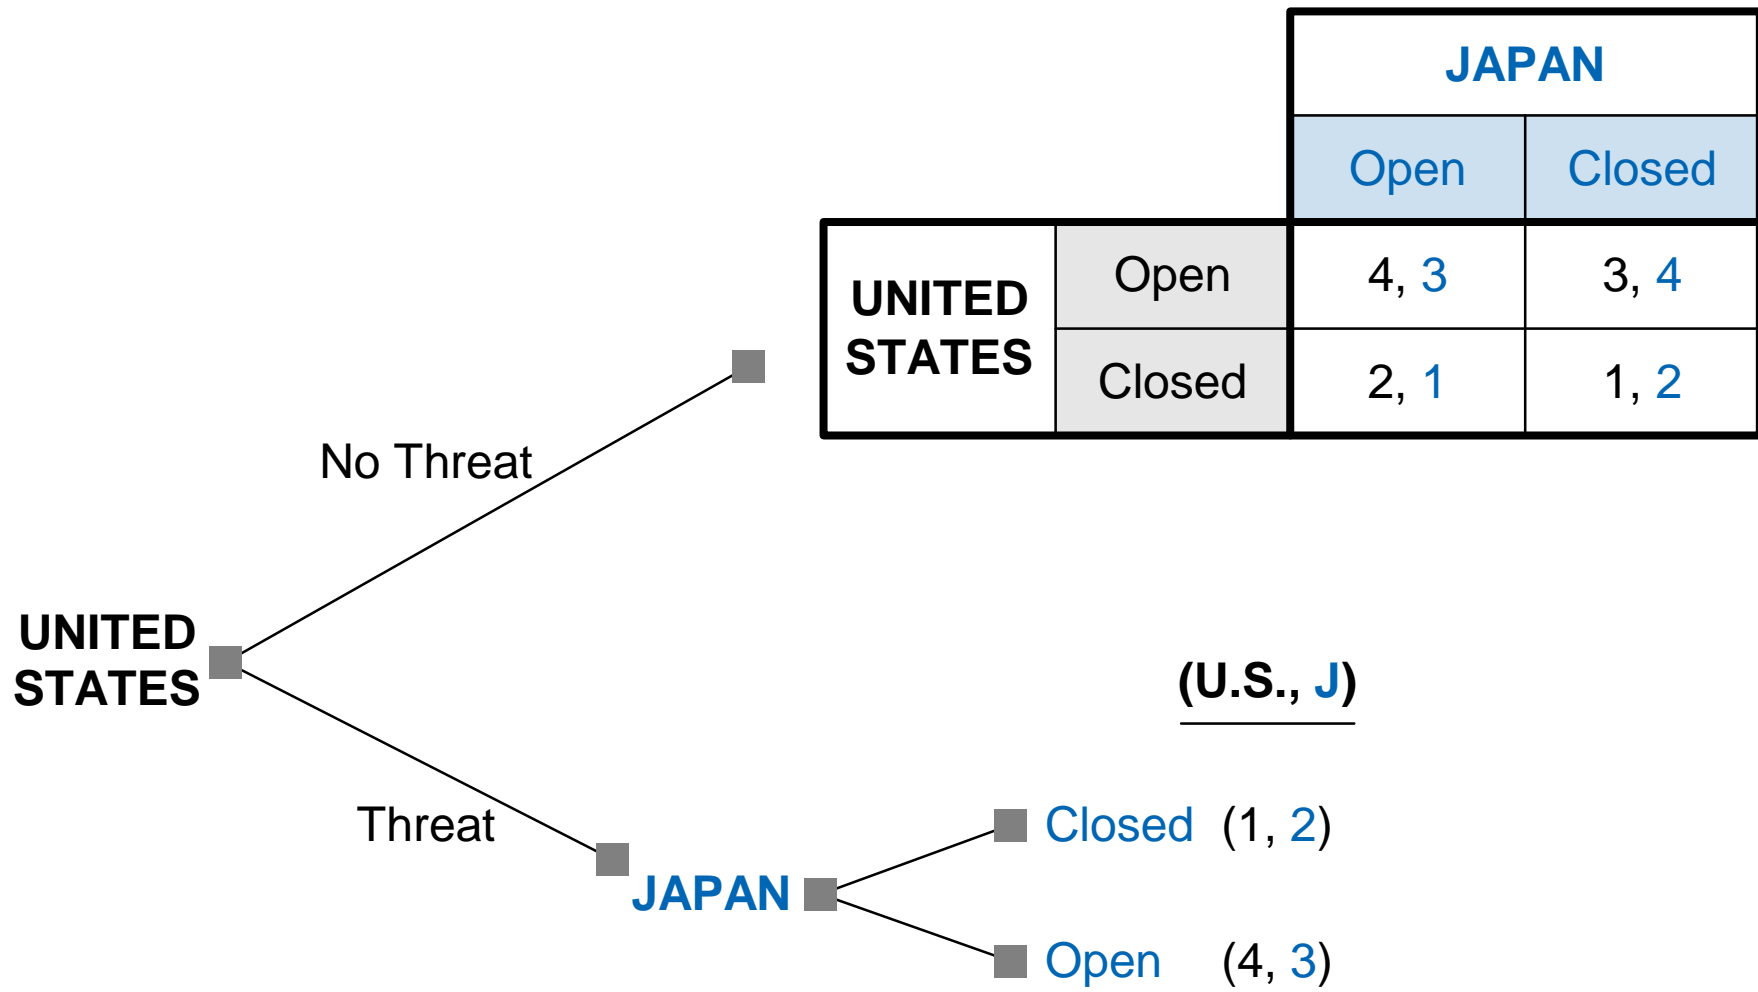 JAPAN
Open Closed
UNITED
STATES
Open 4, 3 3, 4
Closed 2, 1 1, 2
No Threat
UNITED
STATES
(U.S., J)
Threat
Closed (1, 2)
JAPAN
Open (4, 3)